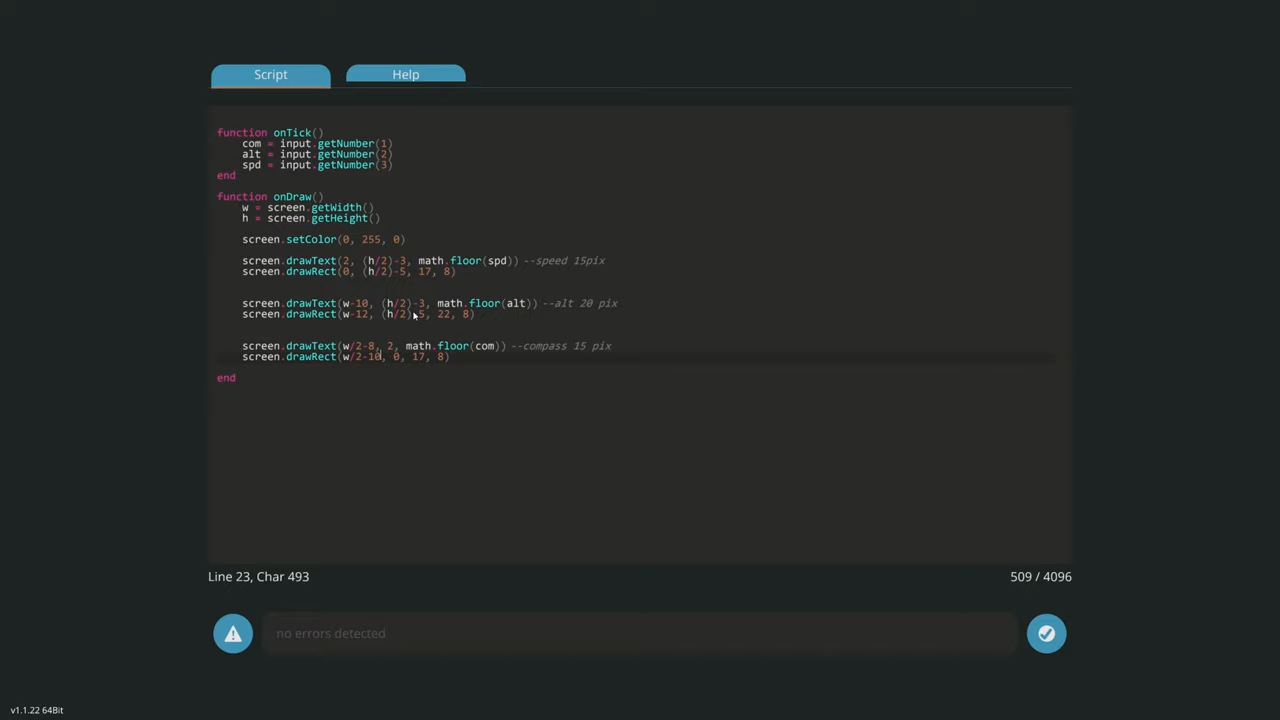 Script
Help
function onTick()
    com = input.getNumber(1)
    alt = input.getNumber(2)
    spd = input.getNumber(3)
end
function onDraw()
    w = screen.getWidth()
    h = screen.getHeight()
    screen.setColor(0, 255, 0)
    screen.drawText(2, (h/2)-3, math.floor(spd)) --speed 15pix
    screen.drawRect(0, (h/2)-5, 17, 8)
    screen.drawText(w-10, (h/2)-3, math.floor(alt)) --alt 20 pix
    screen.drawRect(w-12, (h/2)-5, 22, 8)
    screen.drawText(w/2-8, 2, math.floor(com)) --compass 15 pix
    screen.drawRect(w/2-10, 0, 17, 8)
end
Line 23, Char 493
509 / 4096
no errors detected
v1.1.22 64Bit